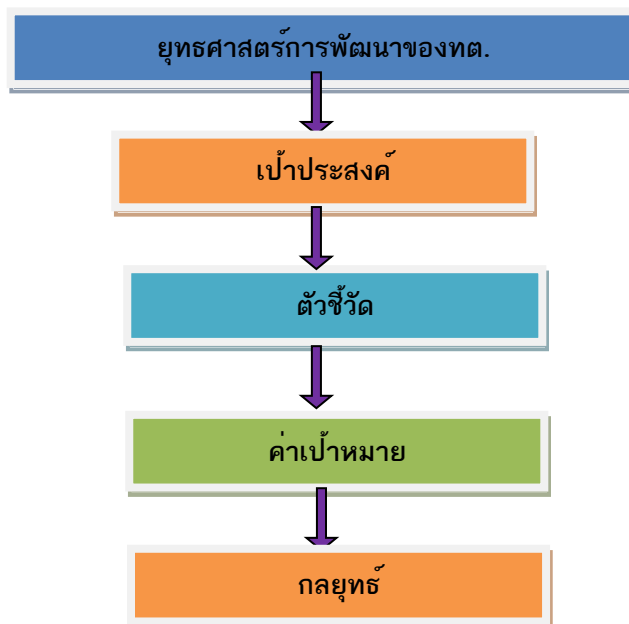 ยุทธศาสตร์การพัฒนาของทต.
เป้าประสงค์
ตัวชี้วัด
ค่าเป้าหมาย
กลยุทธ์